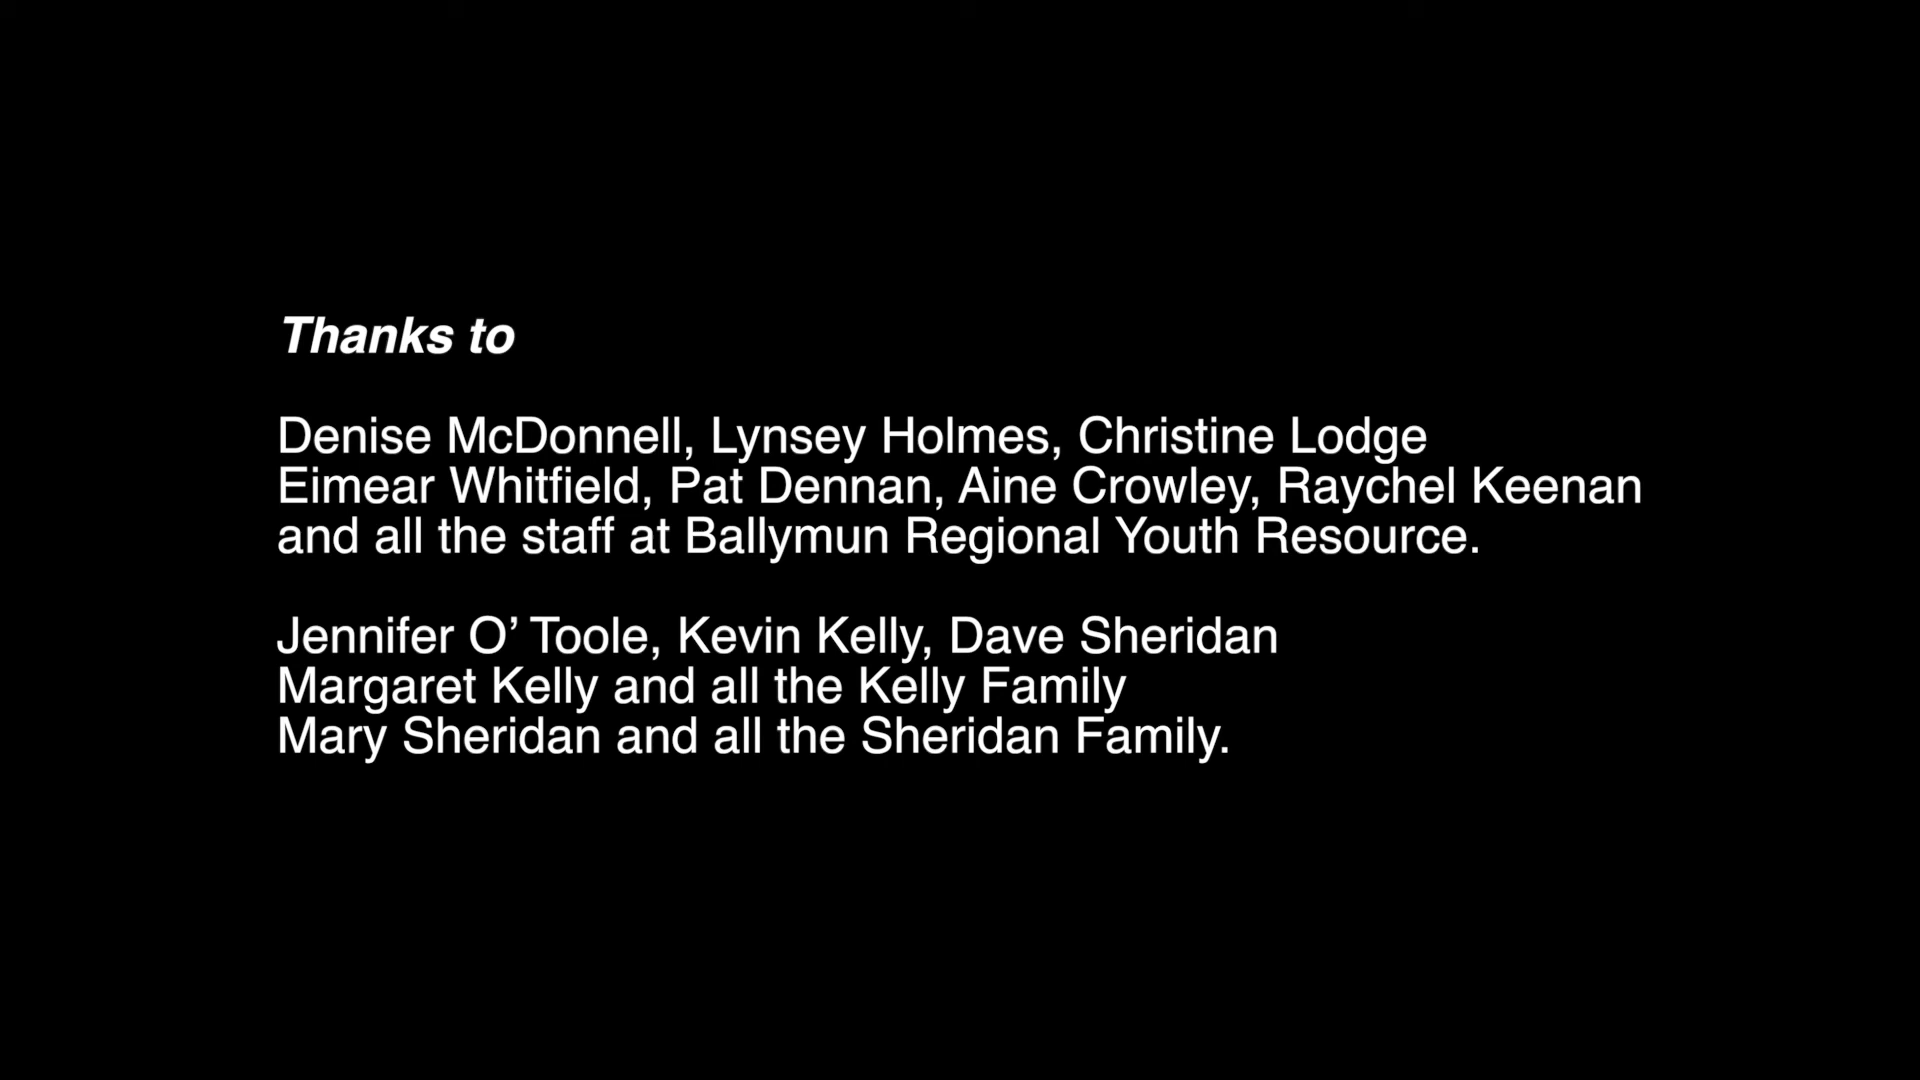 Thanks to
Denise McDonnell, Lynsey Holmes, Christine Lodge
Eimear Whitfield, Pat Dennan, Aine Crowley, Raychel Keenan
and all the staff at Ballymun Regional Youth Resource.
Jennifer O’ Toole, Kevin Kelly, Dave Sheridan
Margaret Kelly and all the Kelly Family
Mary Sheridan and all the Sheridan Family.